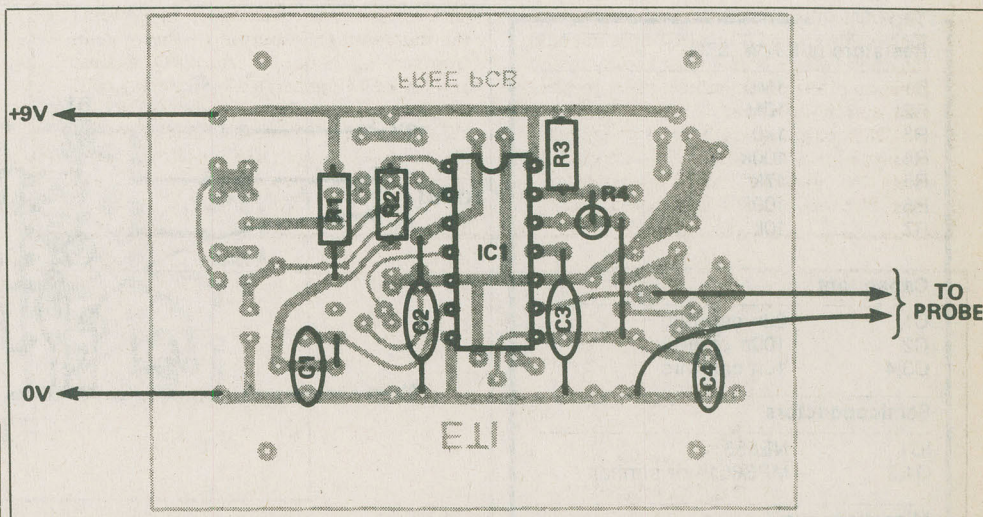 FREE PCB
+9V
R3
R1
R2
R4
IC1
TO
PROBE
C2
C3
C1
C4
0V
ETI